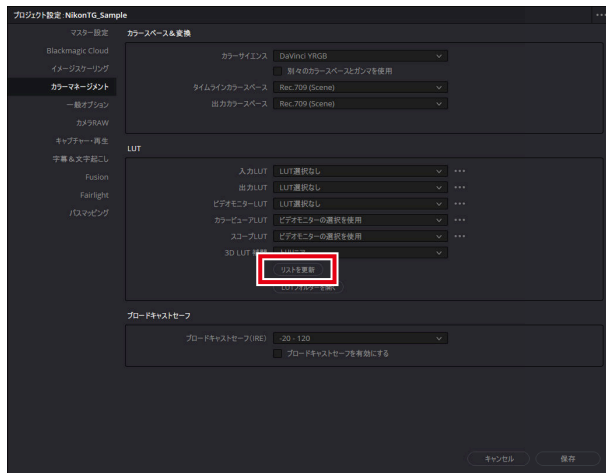 プロジェクト設定:NikonTG_Sample
マスター設定
Blackmagic Cloud
イメージスケーリング
カラーマネージメント
一般オプション
カメラRAW
キャプチャー・再生
字幕&文字起こし
Fusion
Fairlight
パスマッピング
カラースペース&変換
カラーサイエンス DaVinci YRGB
別々のカラースペースとガンマを使用
タイムラインカラースペース Rec.709 (Scene)
出力カラースペース Rec.709 (Scene)
LUT
入力LUT LUT選択なし
出力LUT LUT選択なし
ビデオモニターLUT LUT選択なし
カラービューアLUT ビデオモニターの選択を使用
スコープLUT ビデオモニターの選択を使用
3D LUT
リストを更新
ブロードキャストセーフ
ブロードキャストセーフ(IRE) -20 - 120
ブロードキャストセーフを有効にする
キャンセル 保存